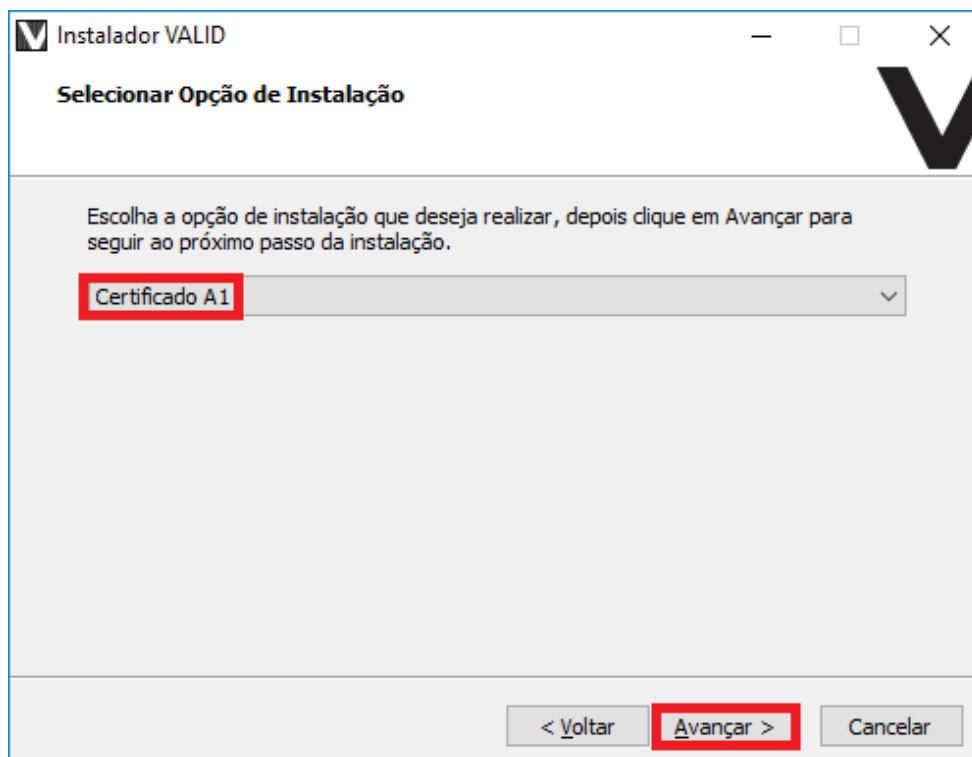 Instalador VALID
Selecionar Opção de Instalação
Escolha a opção de instalação que deseja realizar, depois clique em Avançar para
seguir ao próximo passo da instalação.
Certificado A1
< Voltar
Avançar >
Cancelar